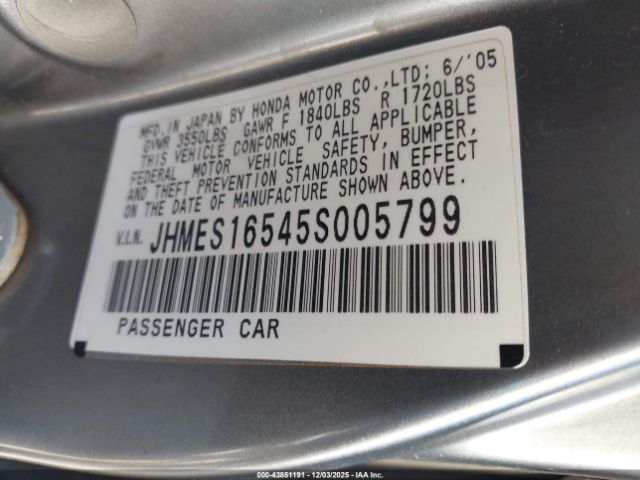 MFD.IN JAPAN BY HONDA MOTOR CO.,LTD; 6/'05
GVWR 3550LBS GAWR F 1840LBS R 1720LBS
THIS VEHICLE CONFORMS TO ALL APPLICABLE
FEDERAL MOTOR VEHICLE SAFETY, BUMPER,
AND THEFT PREVENTION STANDARDS IN EFFECT
ON THE DATE OF MANUFACTURE SHOWN ABOVE.
V.I.N. JHMES16545S005799
PASSENGER CAR
00-43851191 - 12/03/2025 - IAA Inc.